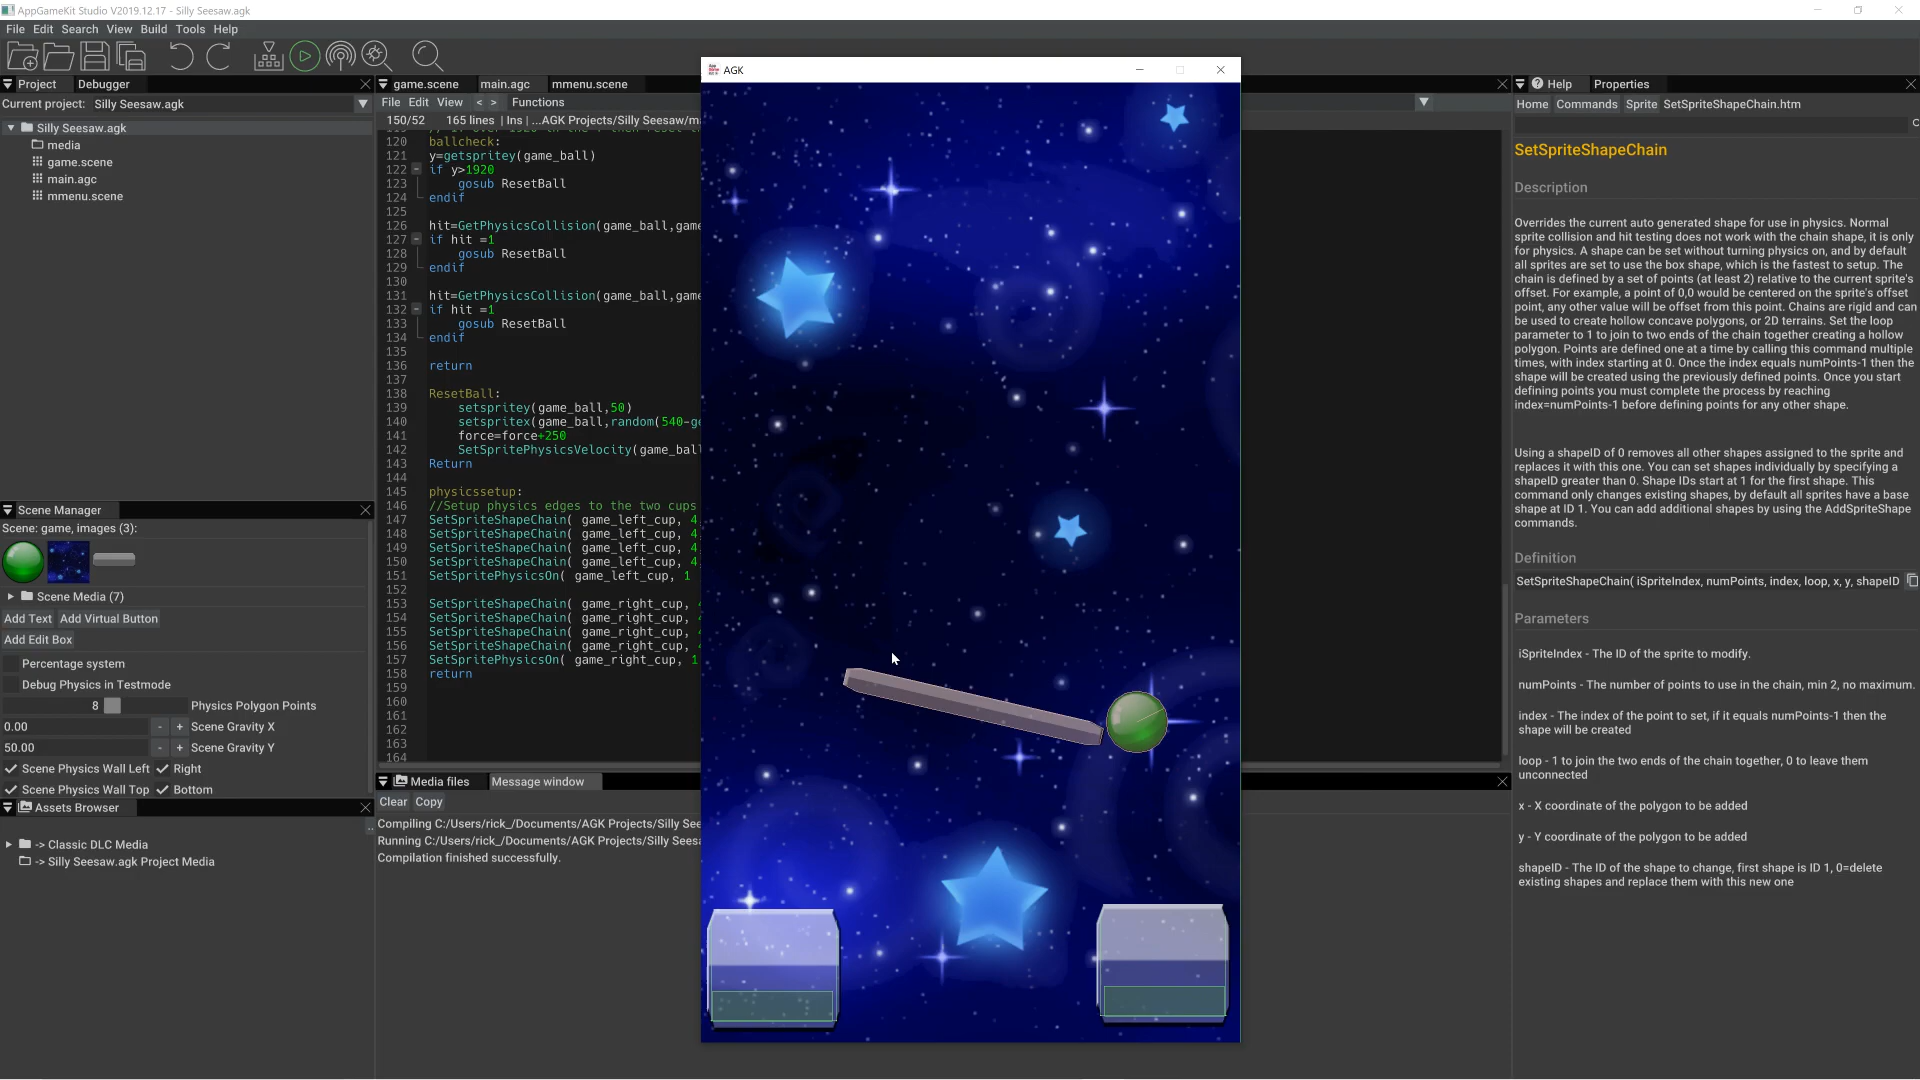 AppGameKit Studio V2019.12.17 - Silly Seesaw.agk
File Edit Search View Build Tools Help
Project Debugger
Current project: Silly Seesaw.agk
Silly Seesaw.agk
media
game.scene
main.agc
mmenu.scene
Scene Manager
Scene: game, images (3):
Scene Media (7)
Add Text Add Virtual Button
Add Edit Box
Percentage system
Debug Physics in Testmode
8 Physics Polygon Points
0.00 - + Scene Gravity X
50.00 - + Scene Gravity Y
Scene Physics Wall Left Right
Scene Physics Wall Top Bottom
Assets Browser
-> Classic DLC Media
-> Silly Seesaw.agk Project Media
game.scene main.agc mmenu.scene
File Edit View < > Functions
150/52 165 lines | Ins | ...AGK Projects/Silly Seesaw/m
120 ballcheck:
121 y=getspritey(game_ball)
122 if y>1920
123 gosub ResetBall
124 endif
125
126 hit=GetPhysicsCollision(game_ball,game
127 if hit =1
128 gosub ResetBall
129 endif
130
131 hit=GetPhysicsCollision(game_ball,game
132 if hit =1
133 gosub ResetBall
134 endif
135
136 return
137
138 ResetBall:
139 setspritey(game_ball,50)
140 setspritex(game_ball,random(540-ge
141 force=force+250
142 SetSpritePhysicsVelocity(game_ball
143 Return
144
145 physicssetup:
146 //Setup physics edges to the two cups
147 SetSpriteShapeChain( game_left_cup, 4
148 SetSpriteShapeChain( game_left_cup, 4
149 SetSpriteShapeChain( game_left_cup, 4
150 SetSpriteShapeChain( game_left_cup, 4
151 SetSpritePhysicsOn( game_left_cup, 1
152
153 SetSpriteShapeChain( game_right_cup,
154 SetSpriteShapeChain( game_right_cup,
155 SetSpriteShapeChain( game_right_cup,
156 SetSpriteShapeChain( game_right_cup,
157 SetSpritePhysicsOn( game_right_cup, 1
158 return
159
160
161
162
163
164
Media files Message window
Clear Copy
Compiling C:/Users/rick_/Documents/AGK Projects/Silly See
Running C:/Users/rick_/Documents/AGK Projects/Silly Seesa
Compilation finished successfully.
AGK
Help Properties
Home Commands Sprite SetSpriteShapeChain.htm
SetSpriteShapeChain
Description
Overrides the current auto generated shape for use in physics. Normal
sprite collision and hit testing does not work with the chain shape, it is only
for physics. A shape can be set without turning physics on, and by default
all sprites are set to use the box shape, which is the fastest to setup. The
chain is defined by a set of points (at least 2) relative to the current sprite's
offset. For example, a point of 0,0 would be centered on the sprite's offset
point, any other value will be offset from this point. Chains are rigid and can
be used to create hollow concave polygons, or 2D terrains. Set the loop
parameter to 1 to join to two ends of the chain together creating a hollow
polygon. Points are defined one at a time by calling this command multiple
times, with index starting at 0. Once the index equals numPoints-1 then the
shape will be created using the previously defined points. Once you start
defining points you must complete the process by reaching
index=numPoints-1 before defining points for any other shape.
Using a shapeID of 0 removes all other shapes assigned to the sprite and
replaces it with this one. You can set shapes individually by specifying a
shapeID greater than 0. Shape IDs start at 1 for the first shape. This
command only changes existing shapes, by default all sprites have a base
shape at ID 1. You can add additional shapes by using the AddSpriteShape
commands.
Definition
SetSpriteShapeChain( iSpriteIndex, numPoints, index, loop, x, y, shapeID
Parameters
iSpriteIndex - The ID of the sprite to modify.
numPoints - The number of points to use in the chain, min 2, no maximum.
index - The index of the point to set, if it equals numPoints-1 then the
shape will be created
loop - 1 to join the two ends of the chain together, 0 to leave them
unconnected
x - X coordinate of the polygon to be added
y - Y coordinate of the polygon to be added
shapeID - The ID of the shape to change, first shape is ID 1, 0=delete
existing shapes and replace them with this new one